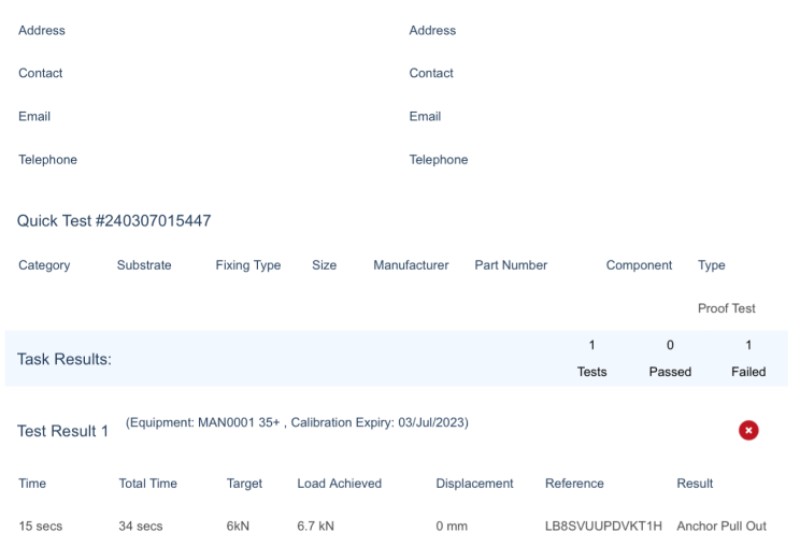 Address Address
Contact Contact
Email Email
Telephone Telephone
Quick Test #240307015447
Category Substrate Fixing Type Size Manufacturer Part Number Component Type
Proof Test
1 0 1
Task Results:
Tests Passed Failed
Test Result 1 (Equipment: MAN0001 35+ , Calibration Expiry: 03/Jul/2023)
Time Total Time Target Load Achieved Displacement Reference Result
15 secs 34 secs 6kN 6.7 kN 0 mm LB8SVUUPDVKT1H Anchor Pull Out